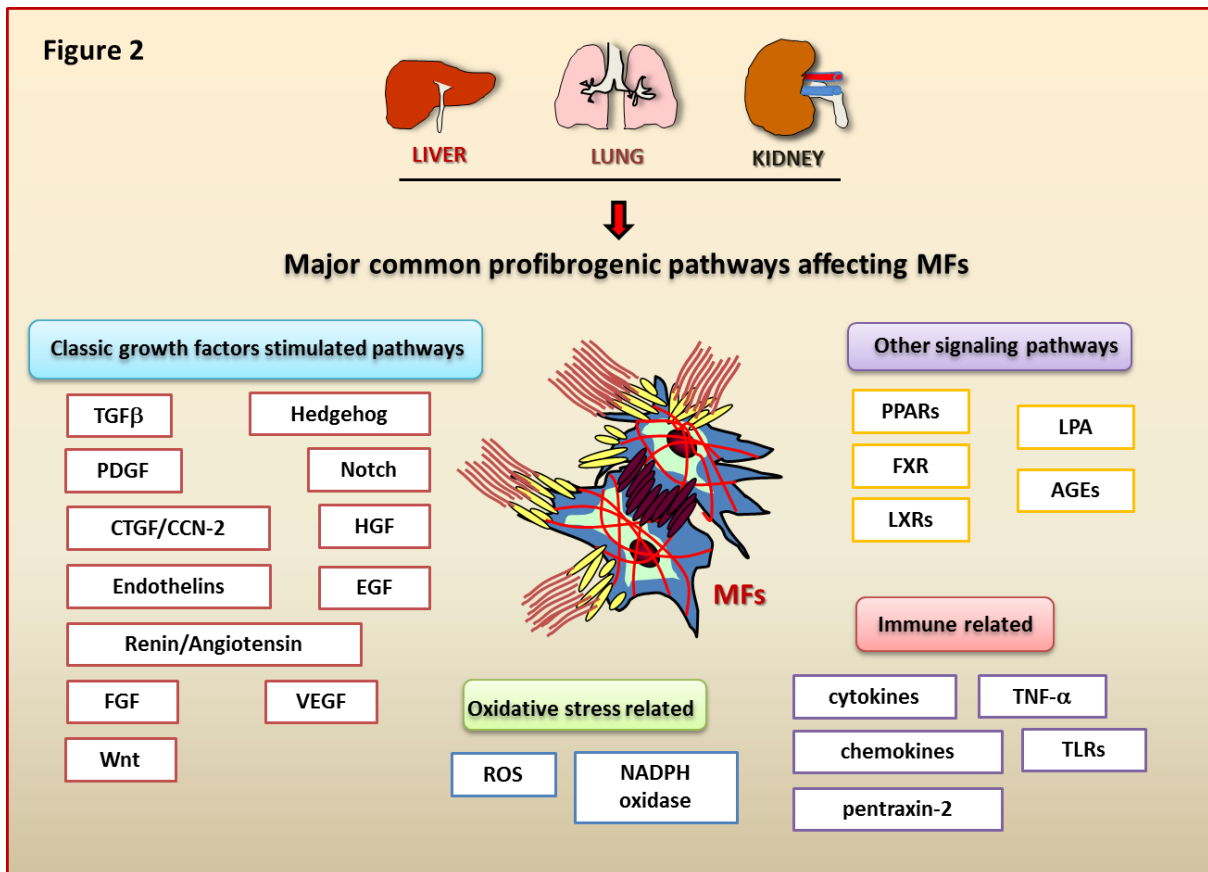 Figure 2
LIVER
LUNG
KIDNEY
Major common profibrogenic pathways affecting MFs
Classic growth factors stimulated pathways
TGFβ
Hedgehog
PDGF
Notch
CTGF/CCN-2
HGF
Endothelins
EGF
Renin/Angiotensin
FGF
VEGF
Wnt
MFs
Oxidative stress related
ROS
NADPH
oxidase
Other signaling pathways
PPARs
LPA
FXR
AGEs
LXRs
Immune related
cytokines
TNF-α
chemokines
TLRs
pentraxin-2